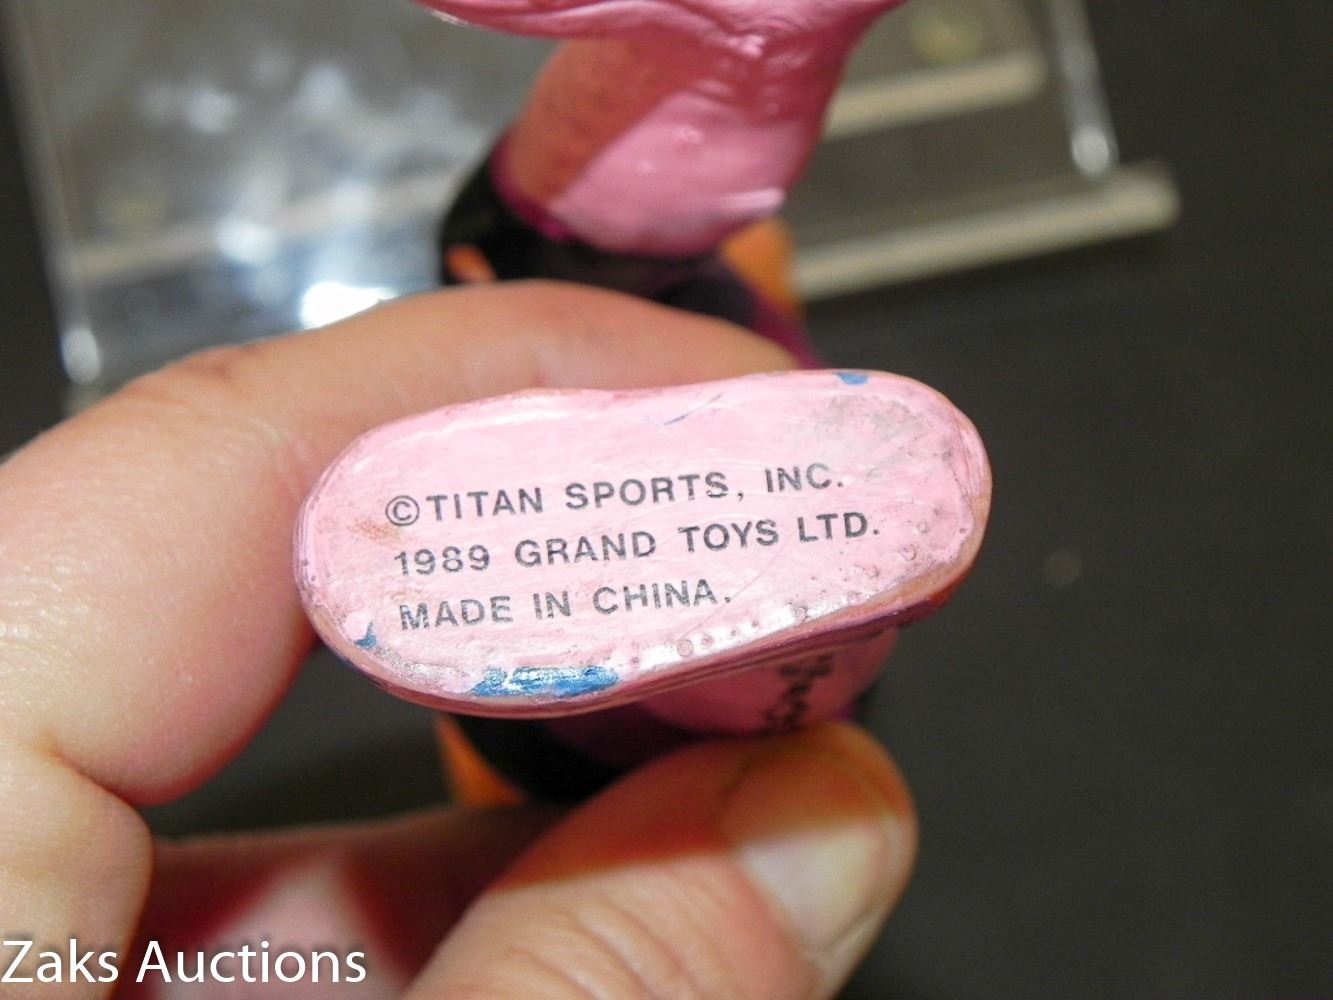 ©TITAN SPORTS, INC.
1989 GRAND TOYS LTD.
MADE IN CHINA.
Zaks Auctions